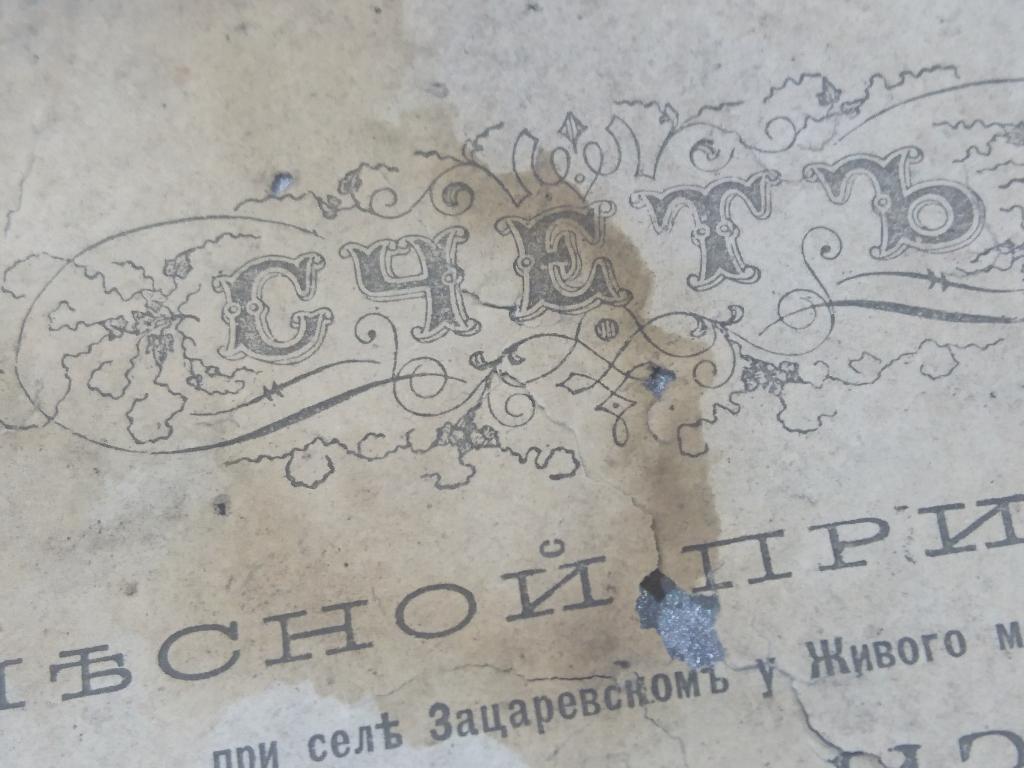 СЧЕТЪ
ѢСНОЙ ПРИ
при селѣ Зацаревскомъ у Живого м